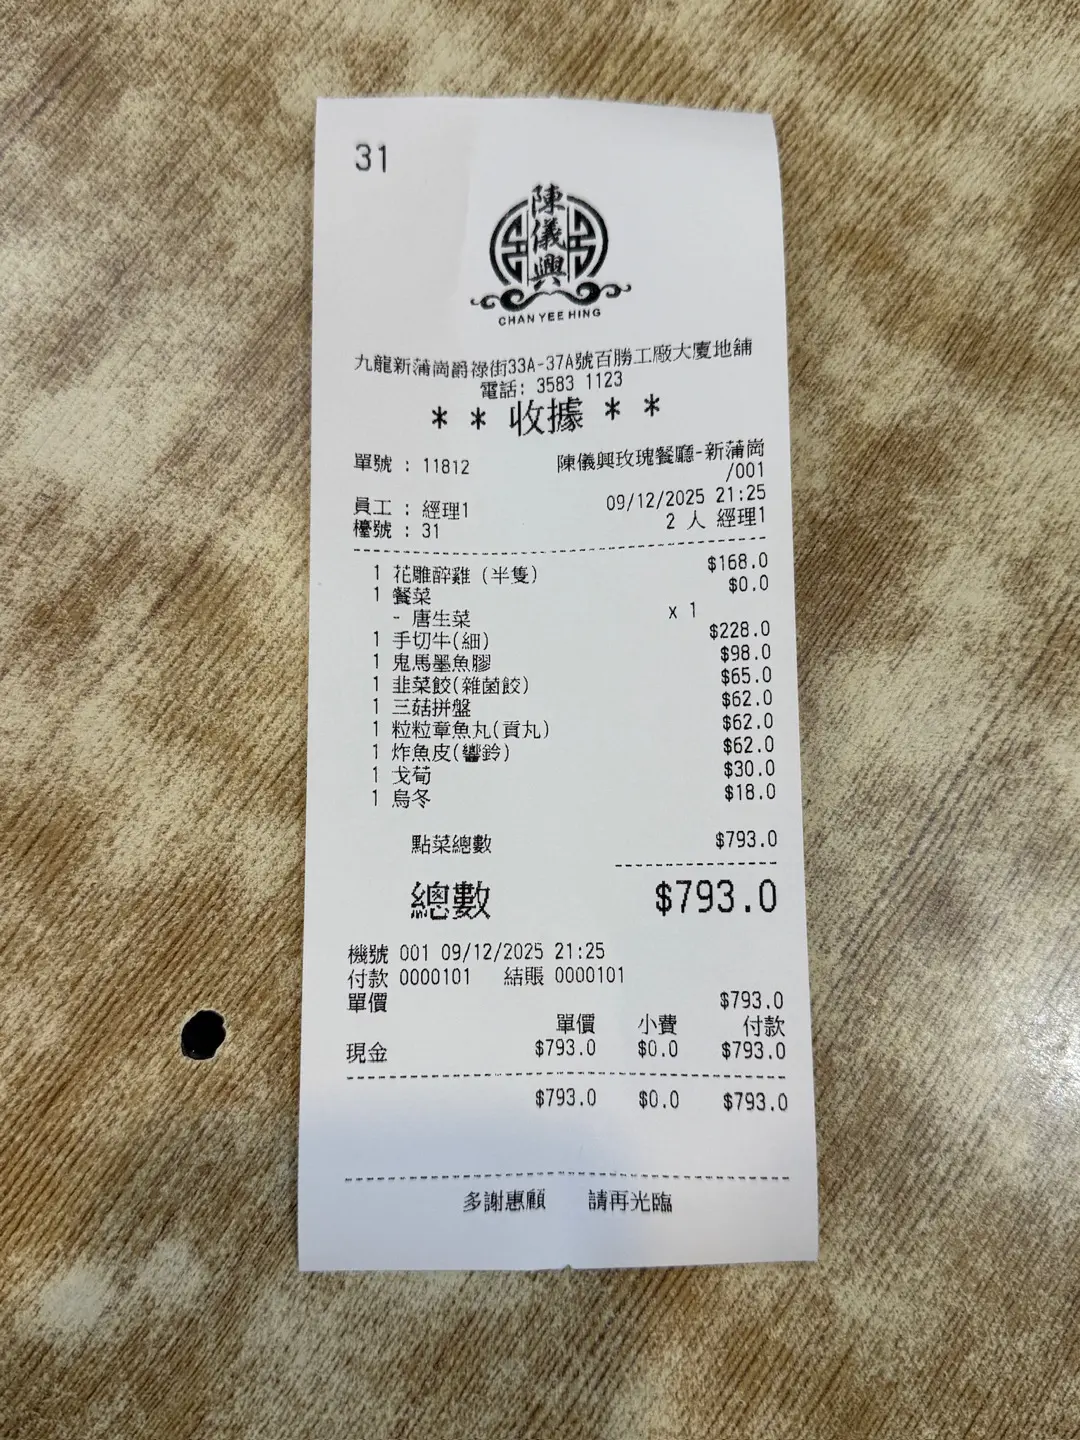 31
陳儀興
CHAN YEE HING
九龍新蒲崗爵祿街33A-37A號百勝工廠大廈地舖
電話: 3583 1123
* * 收據 * *
單號 : 11812 陳儀興玫瑰餐廳-新蒲崗
/001
員工 : 經理1 09/12/2025 21:25
檯號 : 31 2 人 經理1
1 花雕醉雞 (半隻) $168.0
1 餐菜 $0.0
- 唐生菜 x 1
1 手切牛(細) $228.0
1 鬼馬墨魚膠 $98.0
1 韭菜餃(雜菌餃) $65.0
1 三菇拼盤 $62.0
1 粒粒章魚丸(貢丸) $62.0
1 炸魚皮(響鈴) $62.0
1 戈筍 $30.0
1 烏冬 $18.0
點菜總數 $793.0
總數 $793.0
機號 001 09/12/2025 21:25
付款 0000101 結賬 0000101
單價 $793.0
單價 小費 付款
現金 $793.0 $0.0 $793.0
$793.0 $0.0 $793.0
多謝惠顧 請再光臨